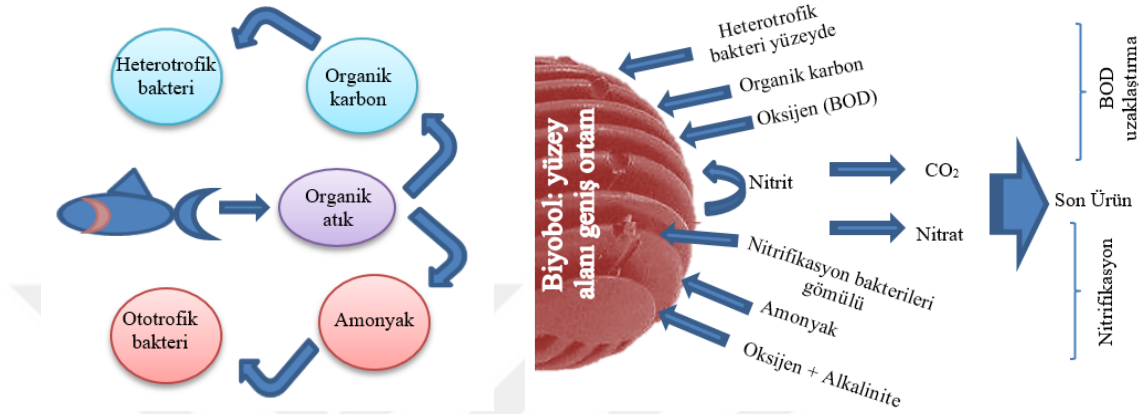 Heterotrofik
bakteri
Organik
karbon
Organik
atık
Ototrofik
bakteri
Amonyak
Biyobol: yüzey
alanı geniş ortam
Heterotrofik
bakteri yüzeyde
Organik karbon
Oksijen (BOD)
Nitrit
CO₂
Nitrat
Nitrifikasyon bakterileri
gömülü
Amonyak
Oksijen + Alkalinite
Son Ürün
BOD
uzaklaştırma
Nitrifikasyon